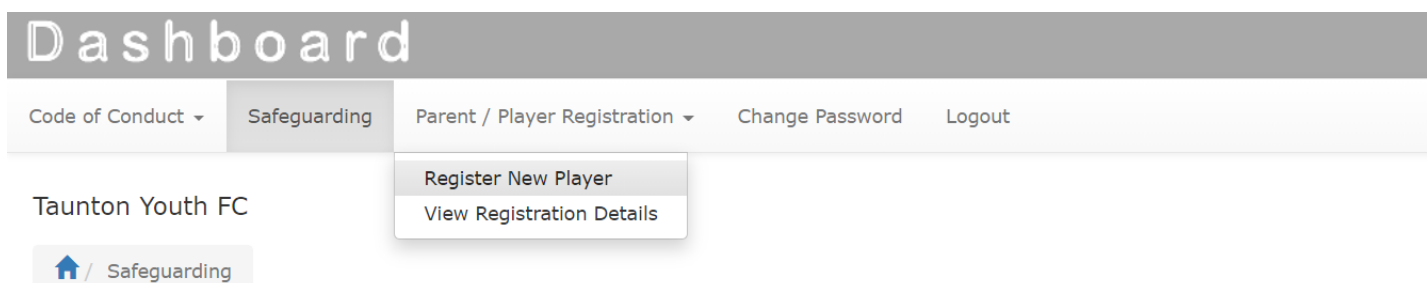 Dashboard
Code of Conduct Safeguarding Parent / Player Registration Change Password Logout
Register New Player
Taunton Youth FC
View Registration Details
/ Safeguarding